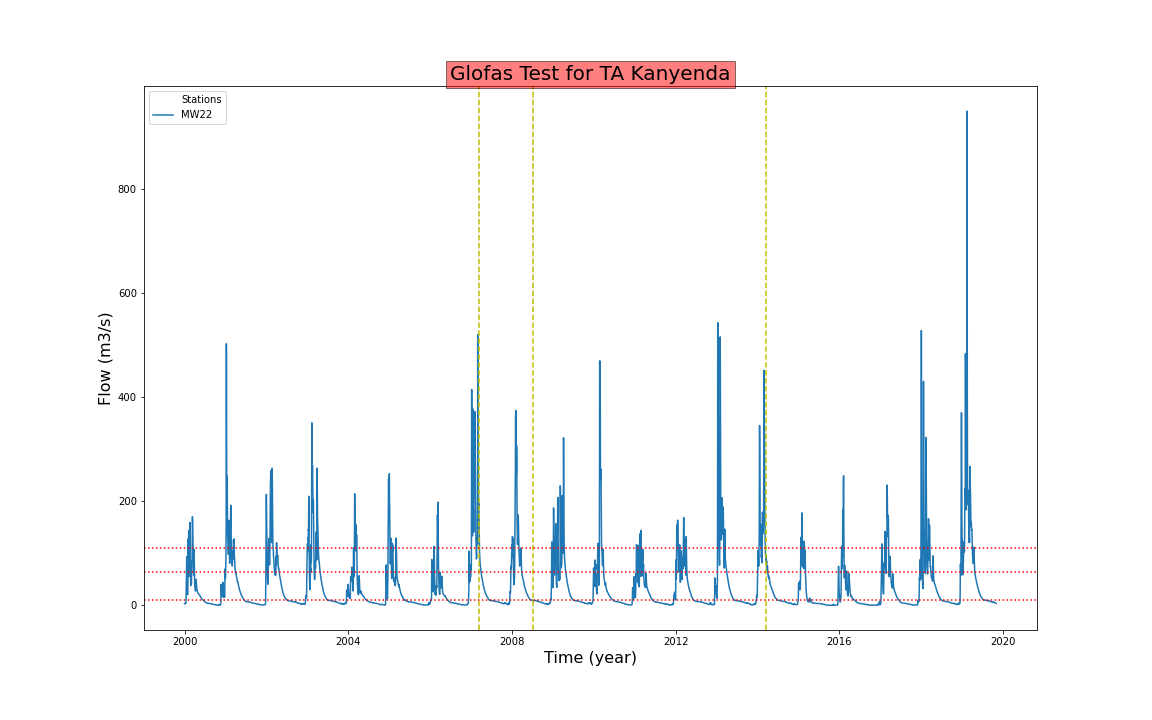 Glofas Test for TA Kanyenda
Stations
MW22
800
600
400
200
0
Flow (m3/s)
2000 2004 2008 2012 2016 2020
Time (year)